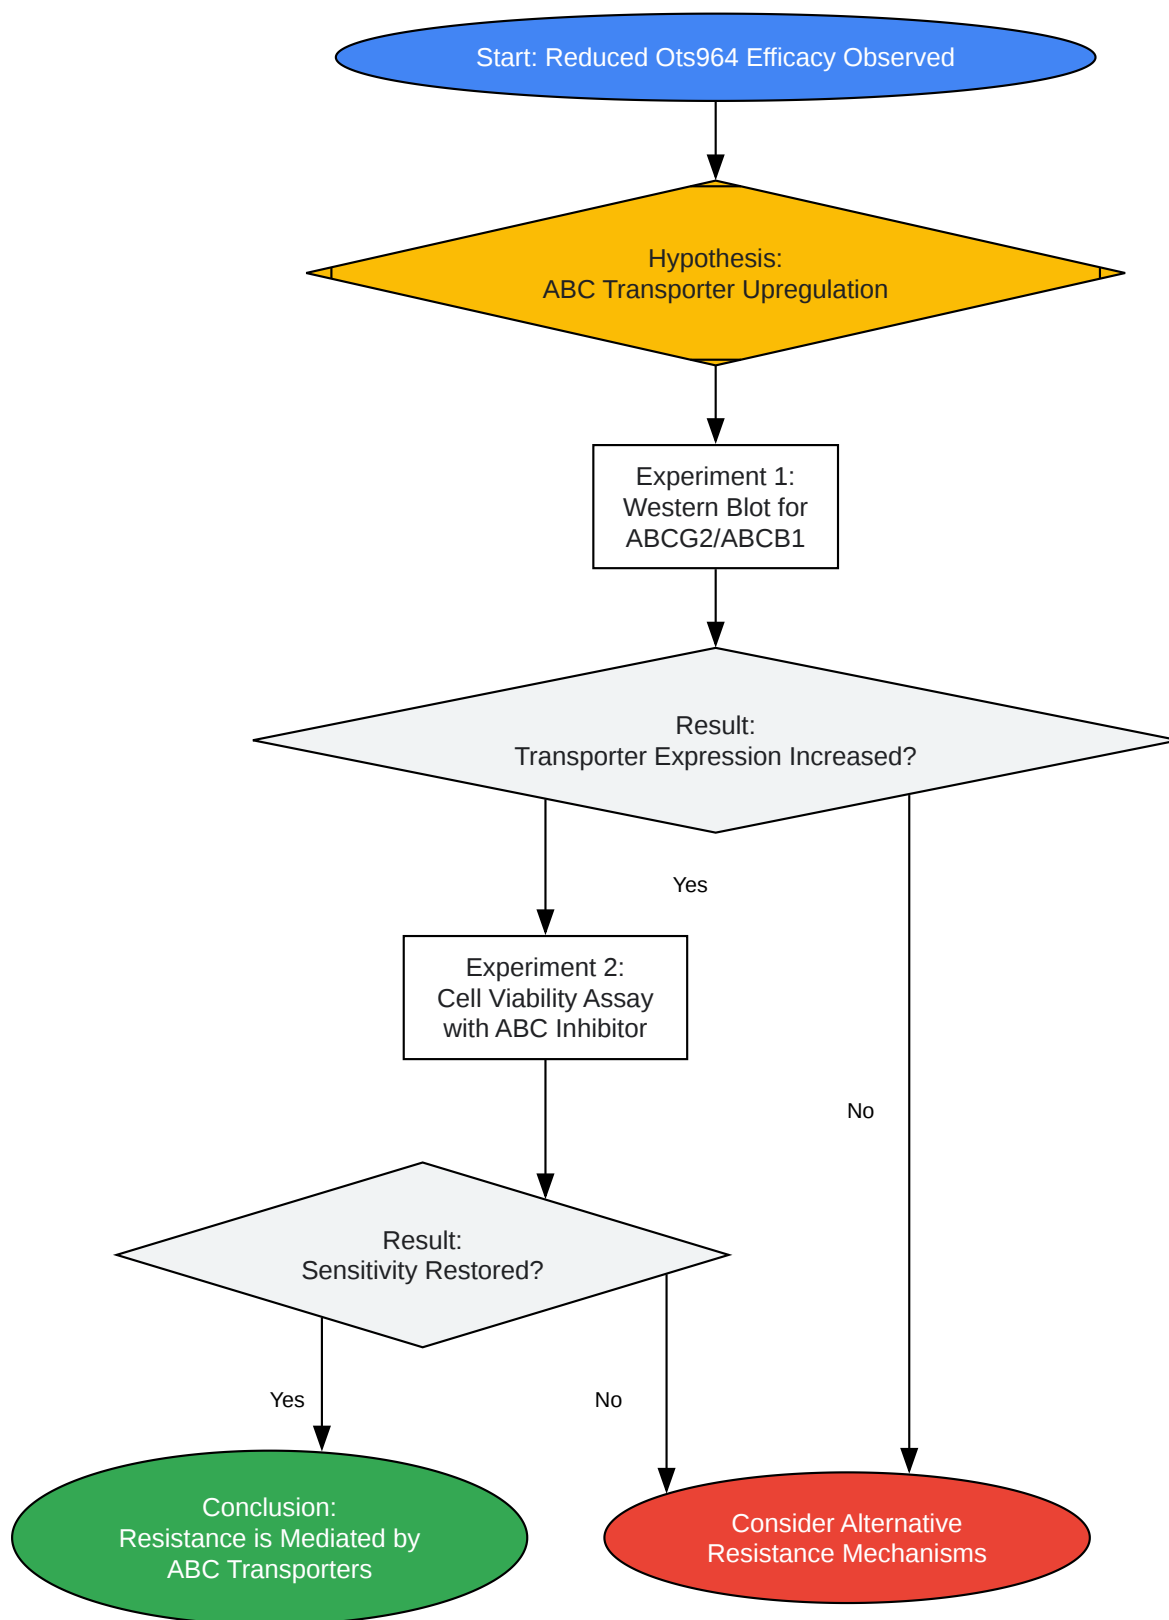 Start: Reduced Ots964 Efficacy Observed
Hypothesis:
ABC Transporter Upregulation
Experiment 1:
Western Blot for
ABCG2/ABCB1
Result:
Transporter Expression Increased?
Yes
Experiment 2:
Cell Viability Assay
with ABC Inhibitor
No
Result:
Sensitivity Restored?
Yes
No
Conclusion:
Resistance is Mediated by
ABC Transporters
Consider Alternative
Resistance Mechanisms